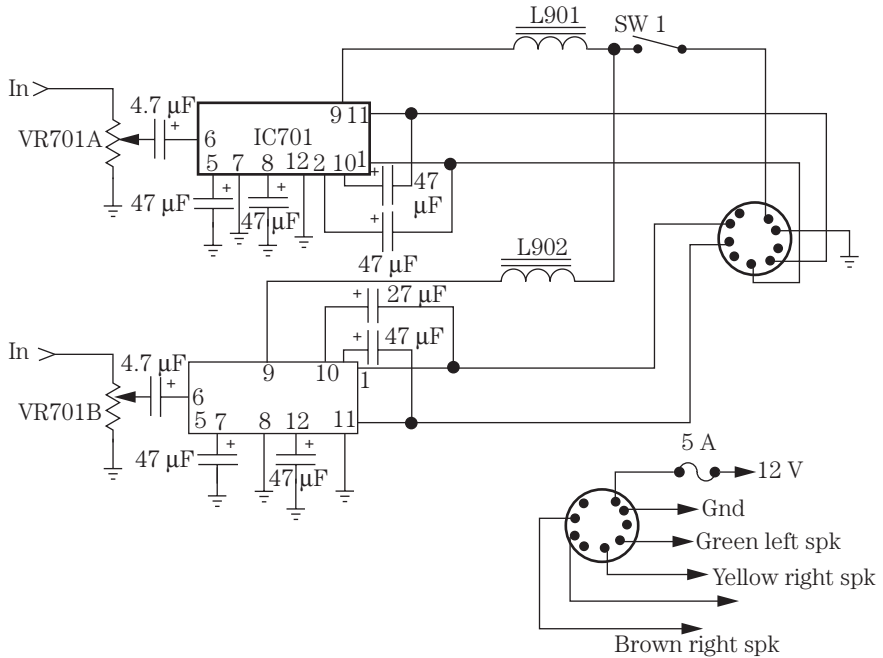 L901
SW 1
In
4.7 µF
+
VR701A
6
IC701
9 11
5 7 8 12 2 10 1
+
+
+
47 µF
47 µF
47
µF
+
47 µF
L902
+
27 µF
+
47 µF
In
4.7 µF
+
VR701B
6
9
10
1
5 7
8
12
11
+
+
47 µF
47 µF
5 A
12 V
Gnd
Green left spk
Yellow right spk
Brown right spk